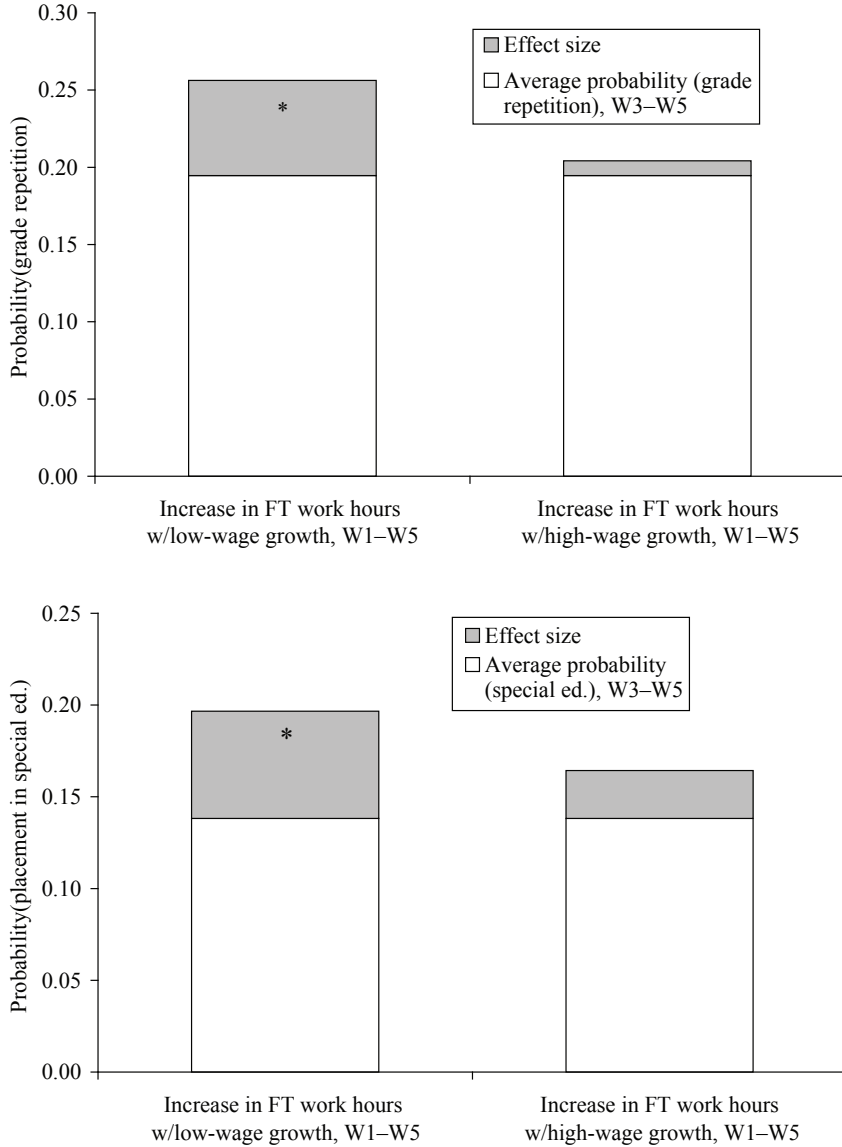 0.30
Effect size
Average probability (grade
repetition), W3–W5
0.25
*
0.20
0.15
0.10
0.05
0.00
Probability(grade repetition)
Increase in FT work hours
w/low-wage growth, W1–W5
Increase in FT work hours
w/high-wage growth, W1–W5
0.25
Effect size
Average probability
(special ed.), W3–W5
0.20
*
0.15
0.10
0.05
0.00
Probability(placement in special ed.)
Increase in FT work hours
w/low-wage growth, W1–W5
Increase in FT work hours
w/high-wage growth, W1–W5